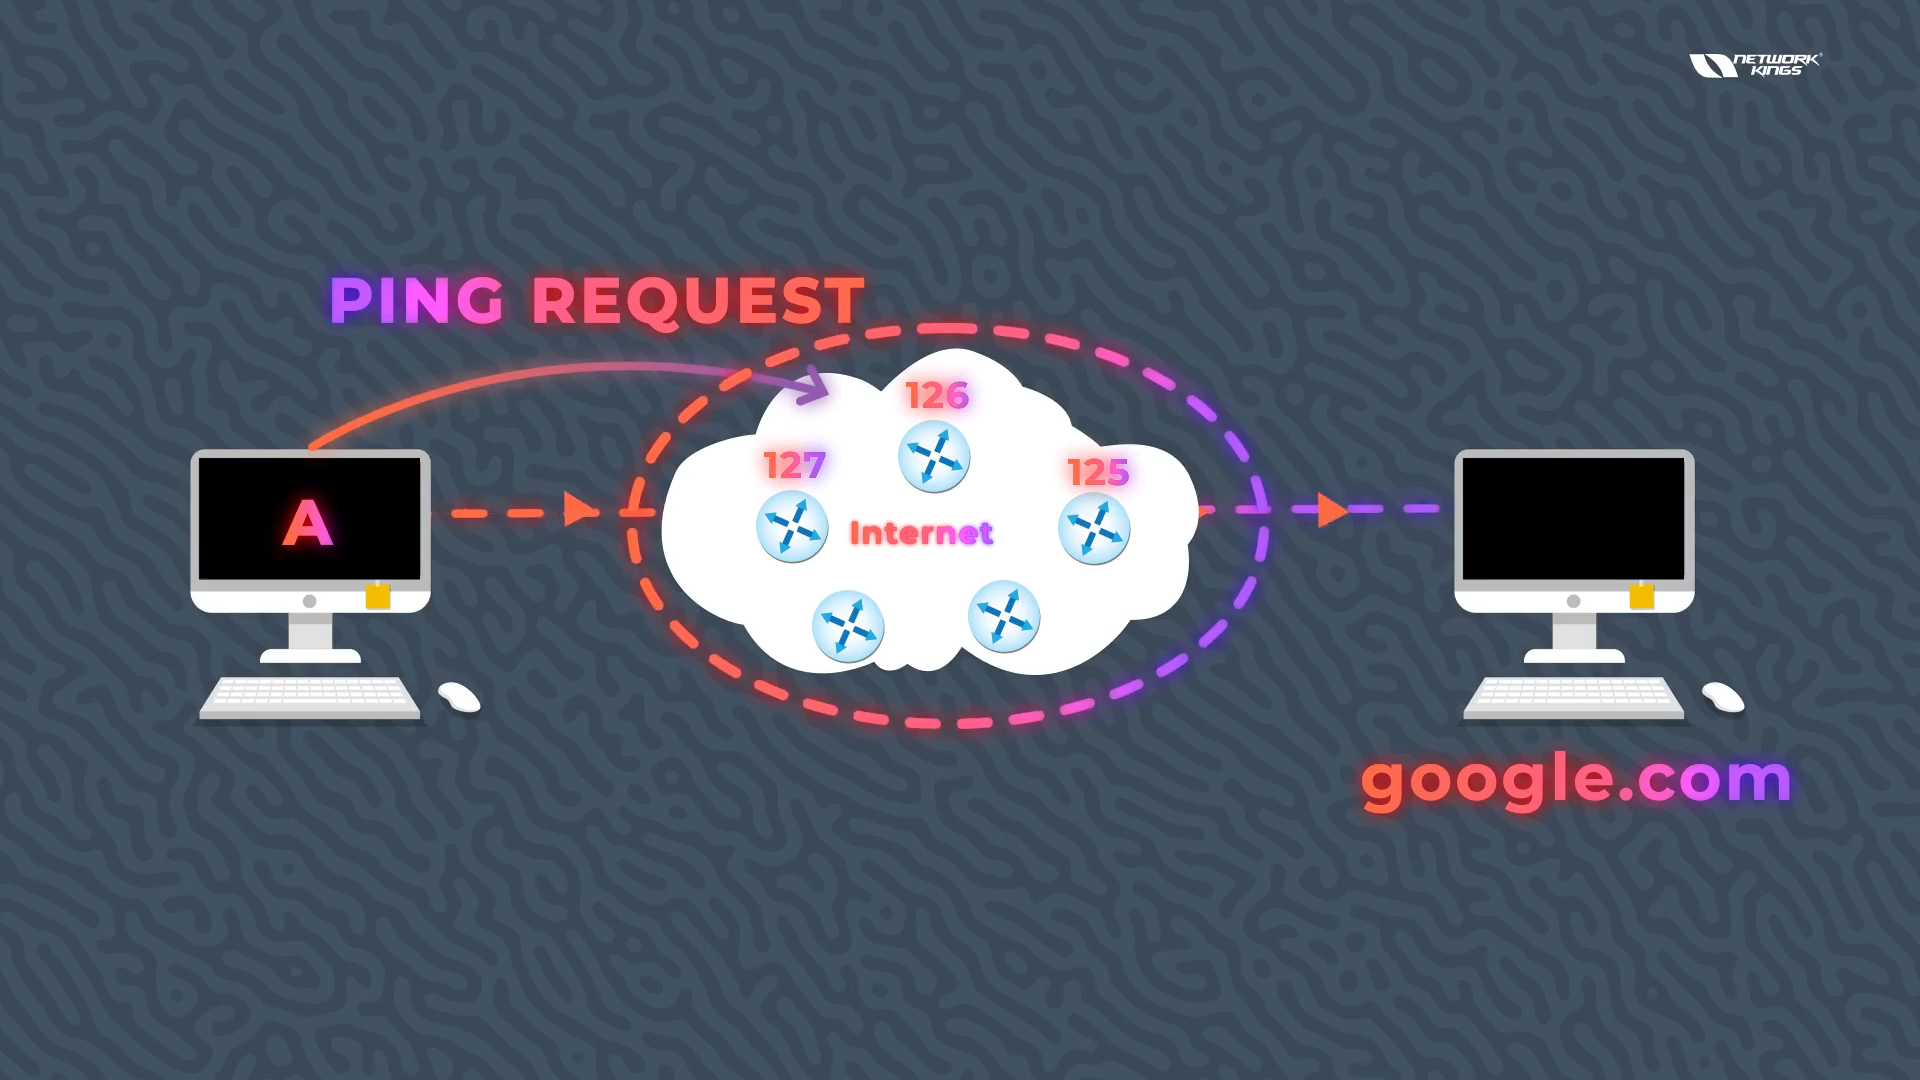 NETWORK
KINGS
PING REQUEST
126
127
125
A
Internet
google.com